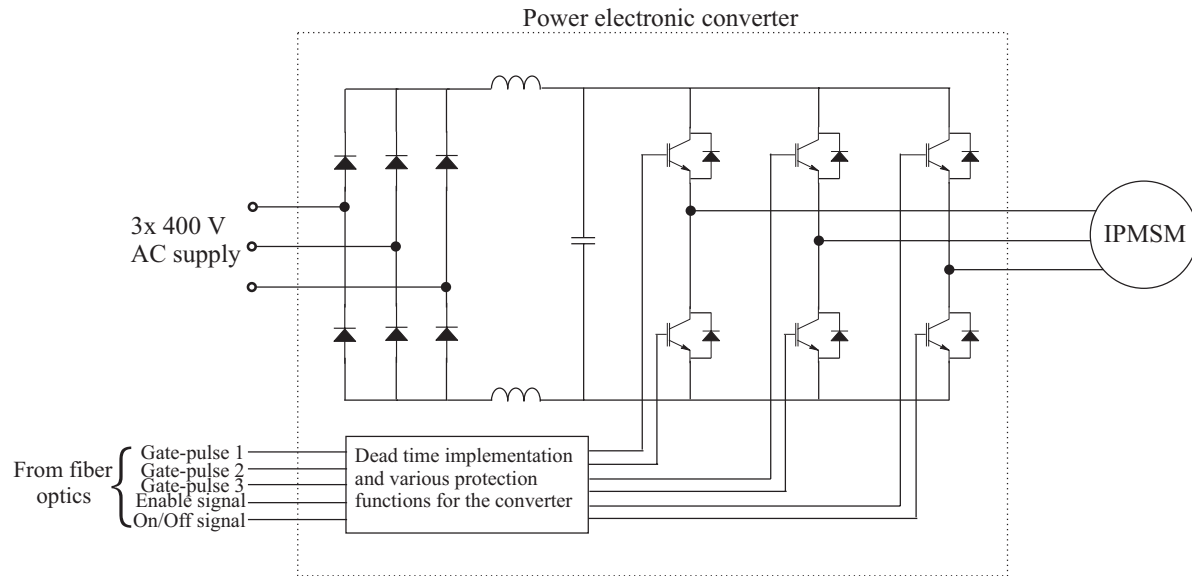 Power electronic converter
3x 400 V
AC supply
IPMSM
From fiber
optics
Gate-pulse 1
Gate-pulse 2
Gate-pulse 3
Enable signal
On/Off signal
Dead time implementation
and various protection
functions for the converter